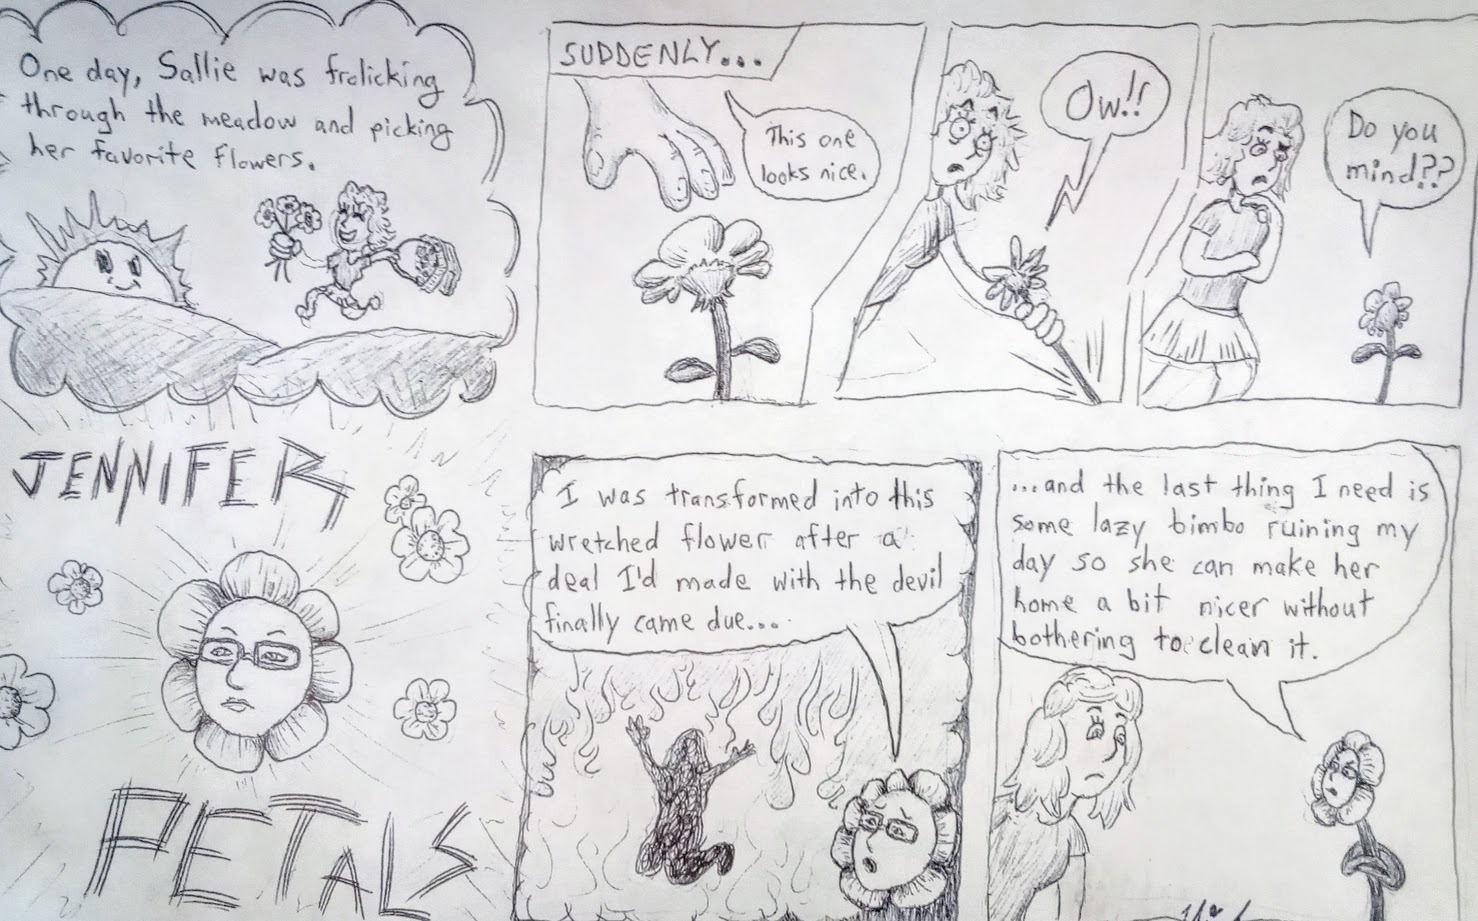 One day, Sallie was frolicking
through the meadow and picking
her favorite flowers.
SUDDENLY...
This one
looks nice.
Ow!!
Do you
mind??
JENNIFER
PETALS
I was transformed into this
wretched flower after a
deal I'd made with the devil
finally came due....
...and the last thing I need is
some lazy bimbo ruining my
day so she can make her
home a bit nicer without
bothering to clean it.